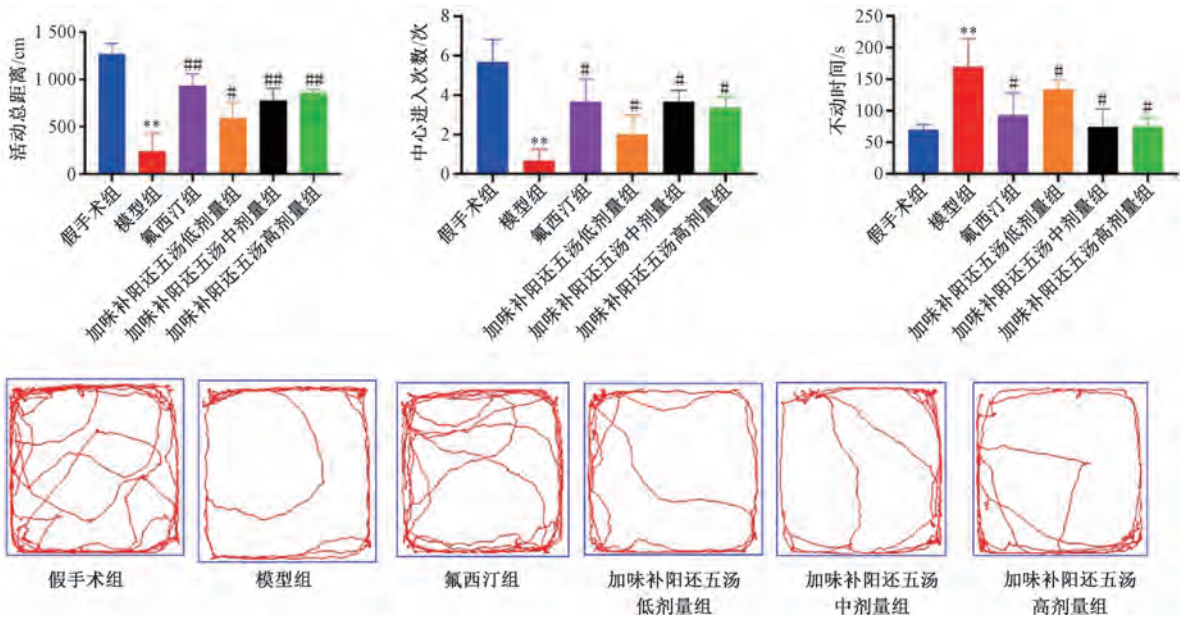 活动总距离/cm
1 500
1 000
500
0
**
##
#
##
##
假手术组
模型组
氟西汀组
加味补阳还五汤低剂量组
加味补阳还五汤中剂量组
加味补阳还五汤高剂量组
中心进入次数/次
8
6
4
2
0
**
#
#
#
#
假手术组
模型组
氟西汀组
加味补阳还五汤低剂量组
加味补阳还五汤中剂量组
加味补阳还五汤高剂量组
不动时间/s
250
200
150
100
50
0
**
#
#
#
#
假手术组
模型组
氟西汀组
加味补阳还五汤低剂量组
加味补阳还五汤中剂量组
加味补阳还五汤高剂量组
假手术组
模型组
氟西汀组
加味补阳还五汤
低剂量组
加味补阳还五汤
中剂量组
加味补阳还五汤
高剂量组